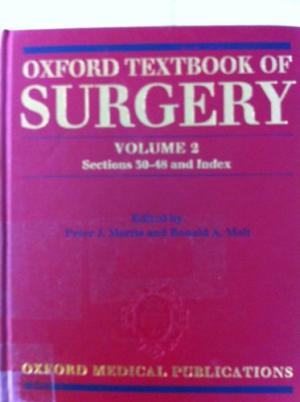 OXFORD TEXTBOOK OF
SURGERY
VOLUME 2
Sections 30–48 and Index
Edited by
Peter J. Morris and Ronald A. Malt
OXFORD MEDICAL PUBLICATIONS